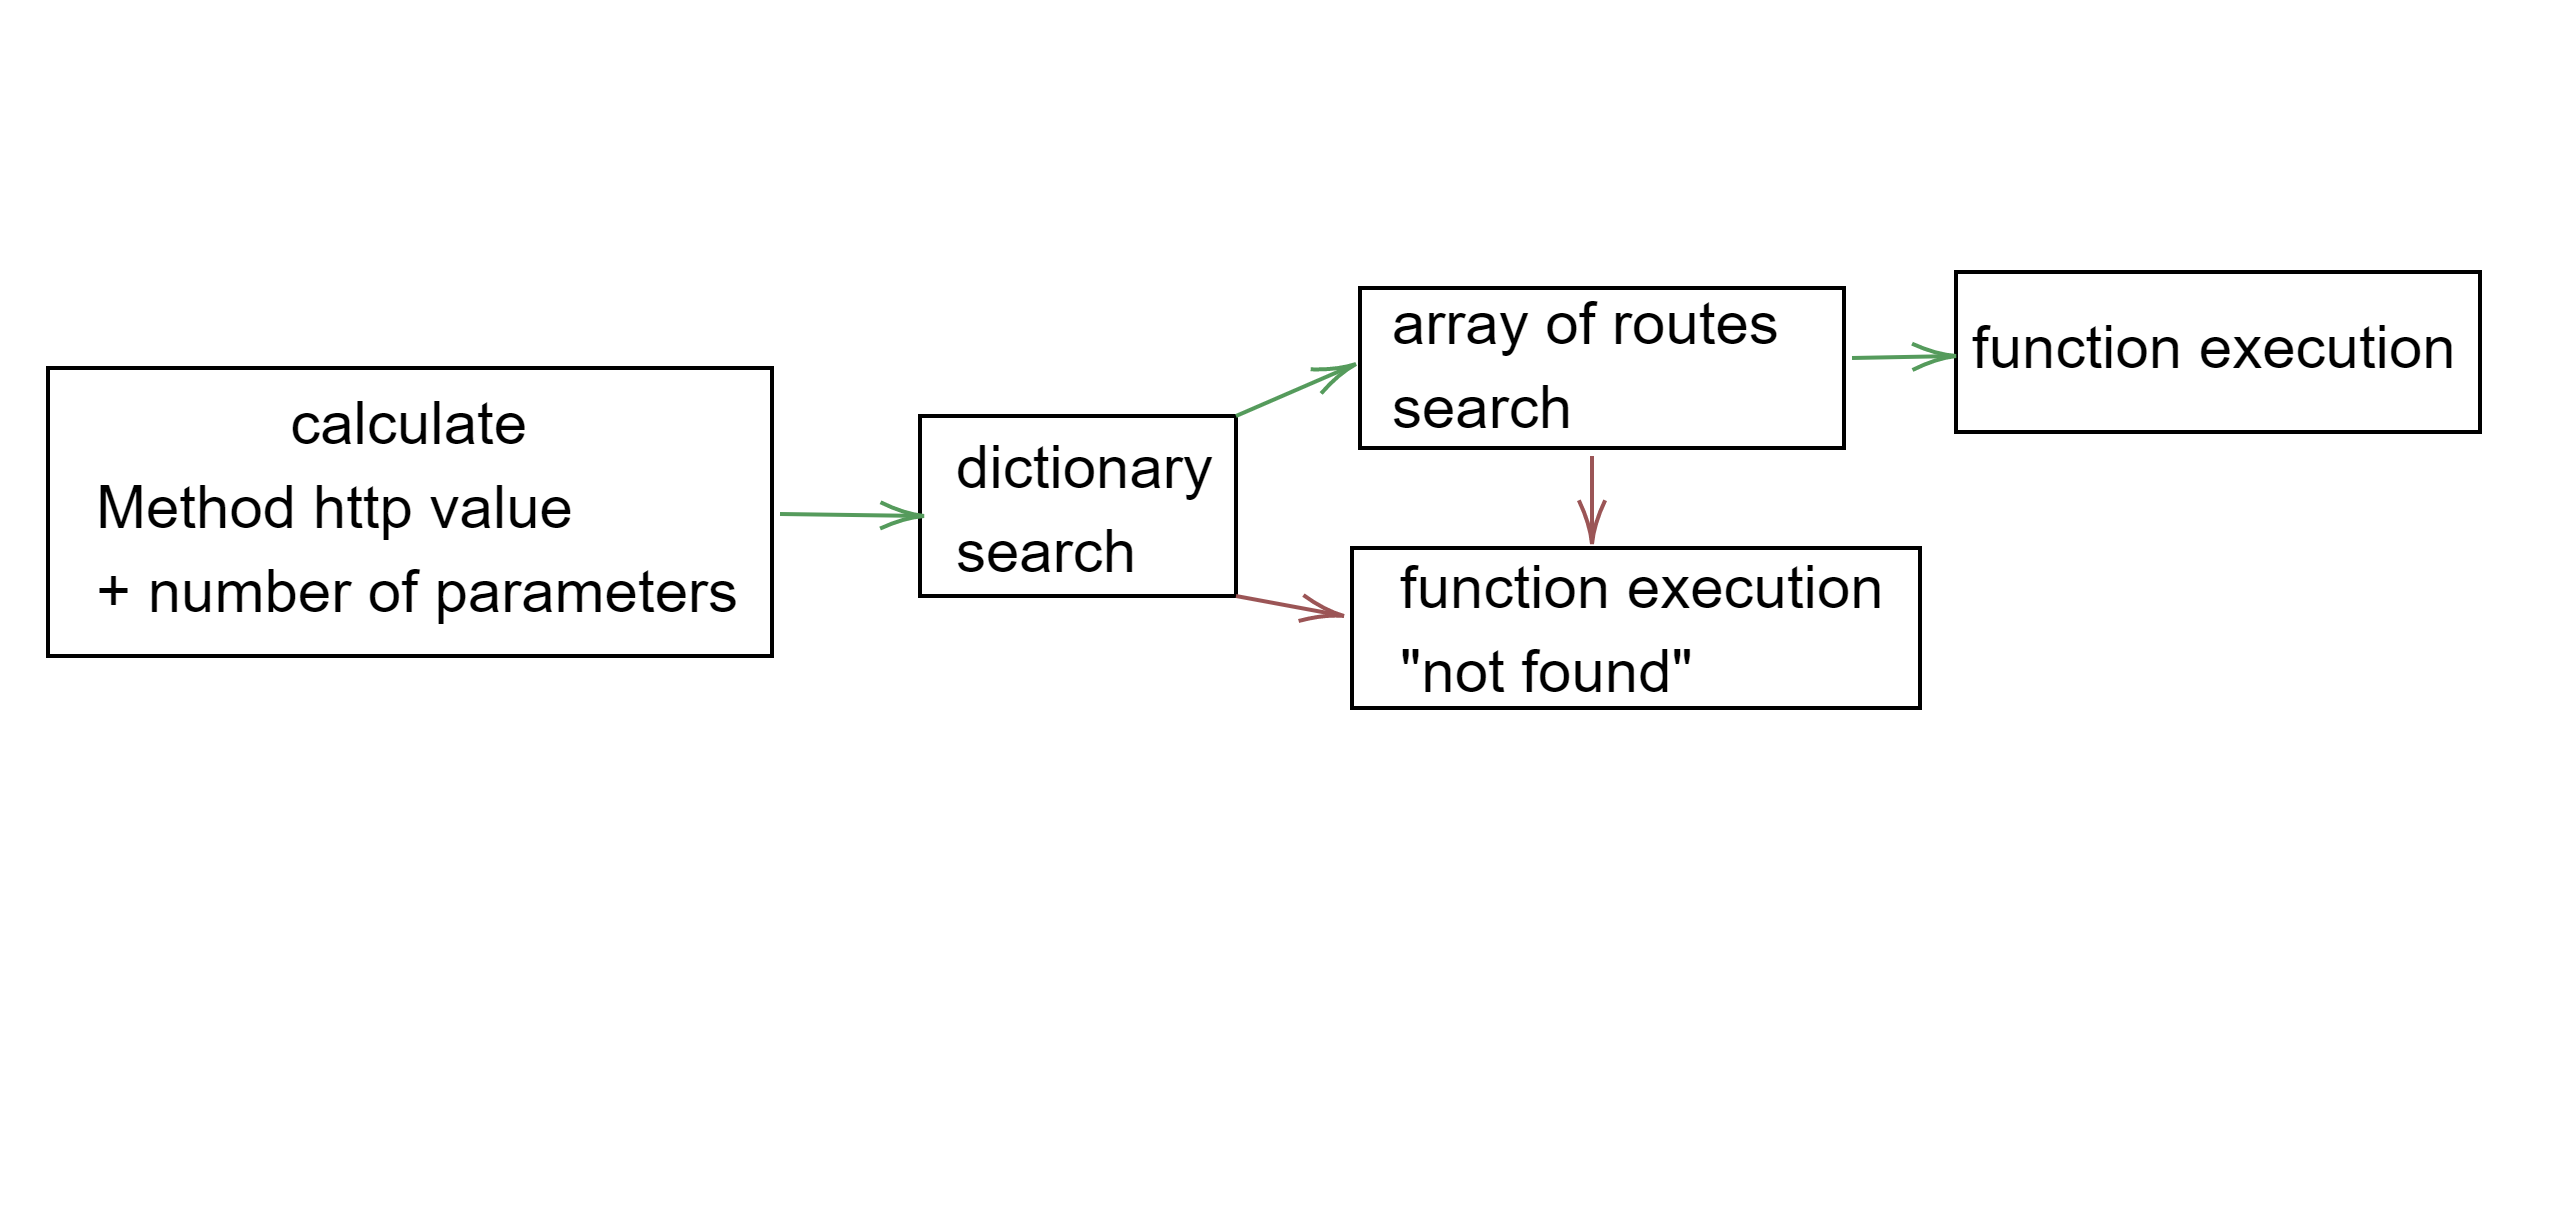 calculate
Method http value
+ number of parameters
dictionary
search
array of routes
search
function execution
function execution
"not found"